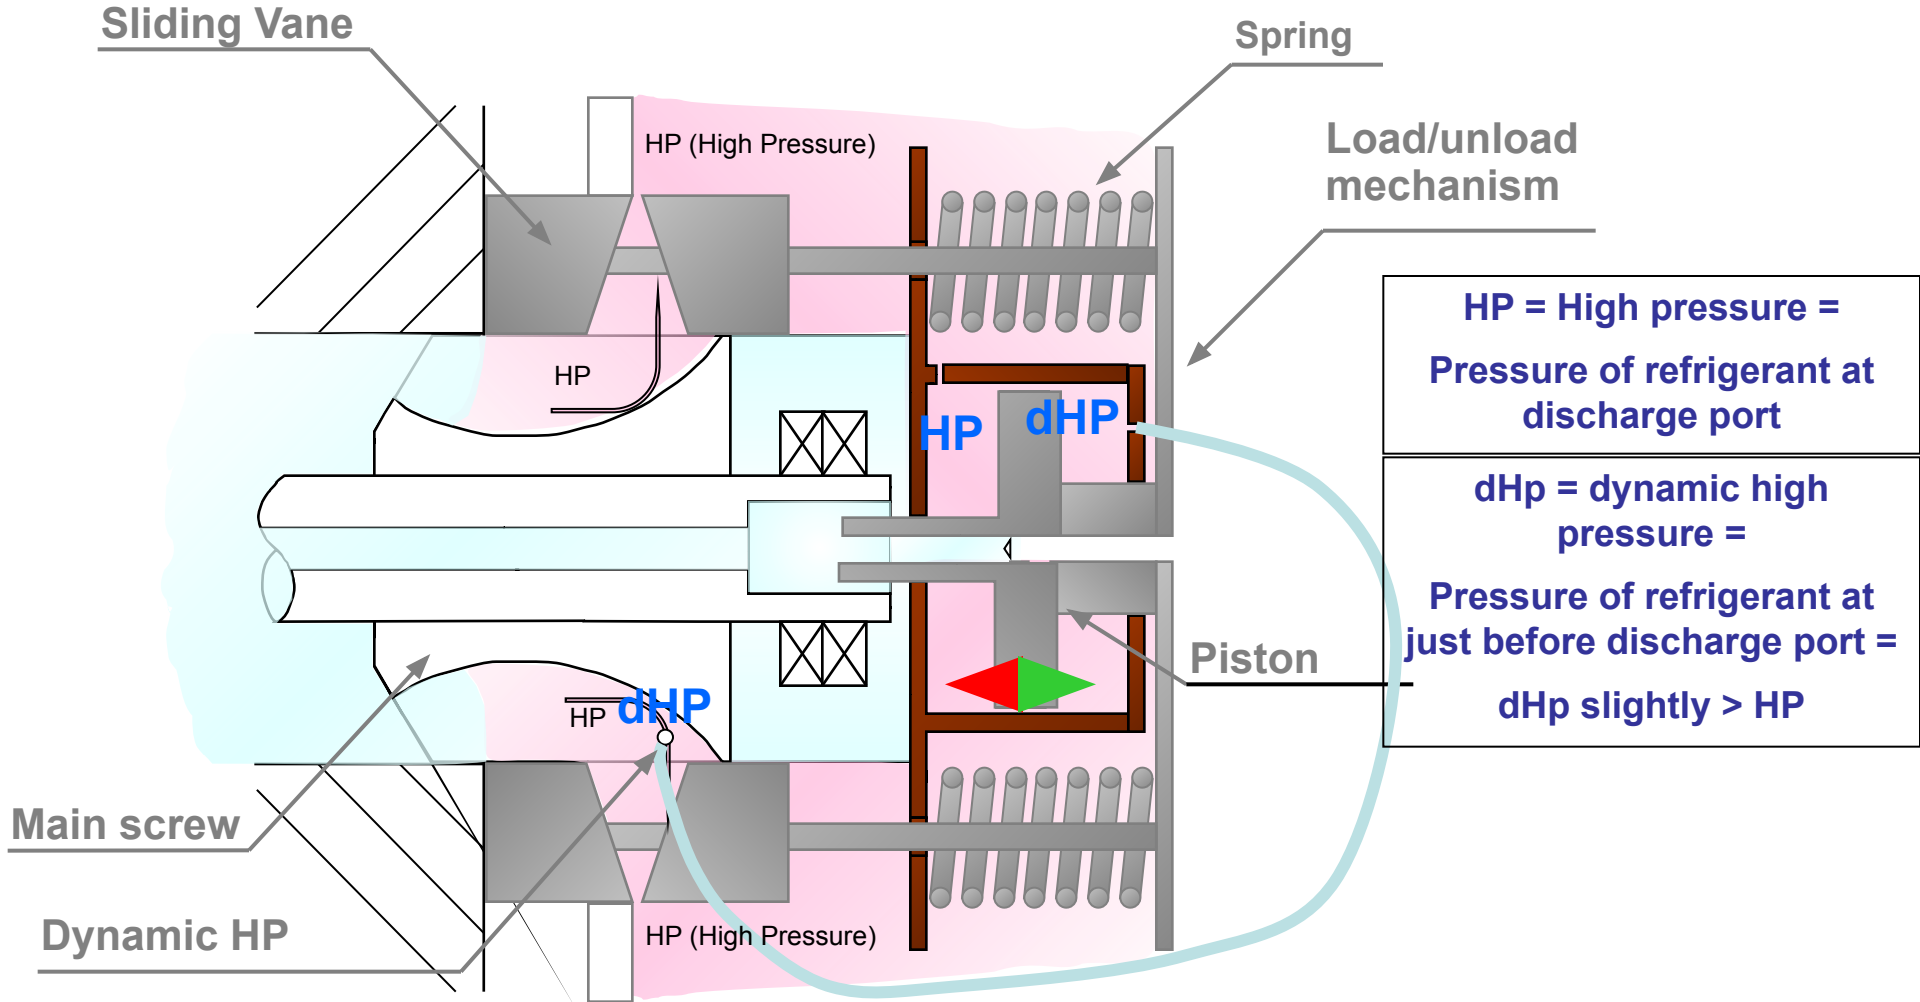 Sliding Vane
Spring
HP (High Pressure)
Load/unload
mechanism
HP = High pressure =
Pressure of refrigerant at
discharge port
HP
HP
dHP
dHp = dynamic high
pressure =
Pressure of refrigerant at
just before discharge port =
dHp slightly > HP
Piston
HP
dHP
Main screw
Dynamic HP
HP (High Pressure)